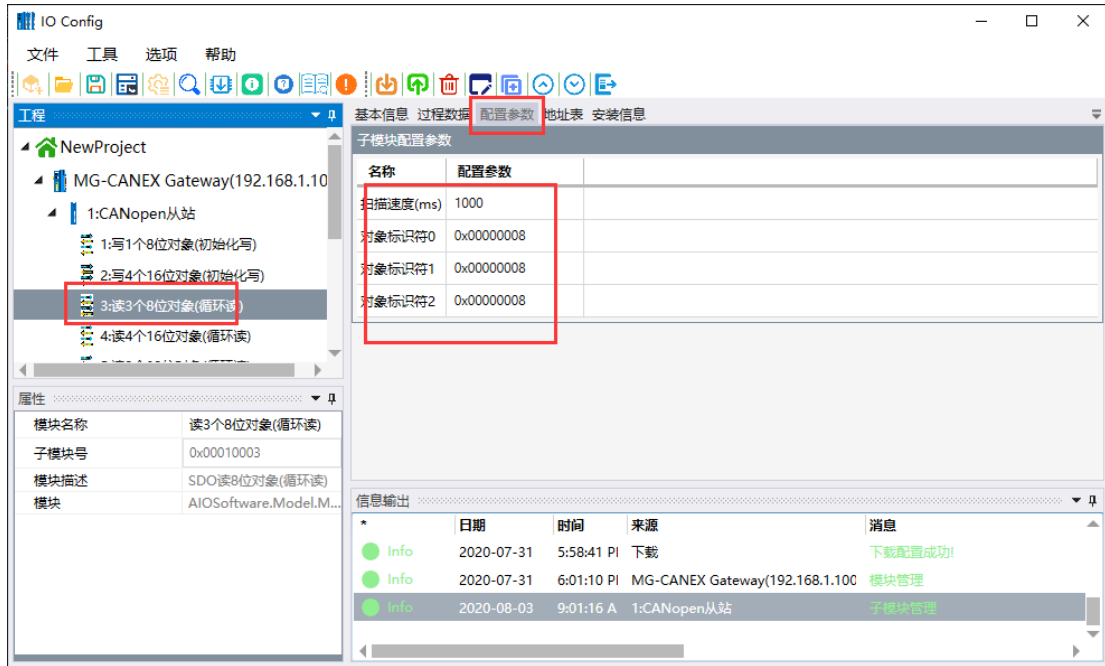 IO Config
文件 工具 选项 帮助
工程
NewProject
MG-CANEX Gateway(192.168.1.10
1:CANopen从站
1:写1个8位对象(初始化写)
2:写4个16位对象(初始化写)
3:读3个8位对象(循环读)
4:读4个16位对象(循环读)
属性
模块名称 读3个8位对象(循环读)
子模块号 0x00010003
模块描述 SDO读8位对象(循环读)
模块 AIOSoftware.Model.M...
基本信息 过程数据 配置参数 地址表 安装信息
子模块配置参数
名称 配置参数
扫描速度(ms) 1000
对象标识符0 0x00000008
对象标识符1 0x00000008
对象标识符2 0x00000008
信息输出
* 日期 时间 来源 消息
Info 2020-07-31 5:58:41 PI 下载 下载配置成功!
Info 2020-07-31 6:01:10 PI MG-CANEX Gateway(192.168.1.100 模块管理
Info 2020-08-03 9:01:16 A 1:CANopen从站 子模块管理